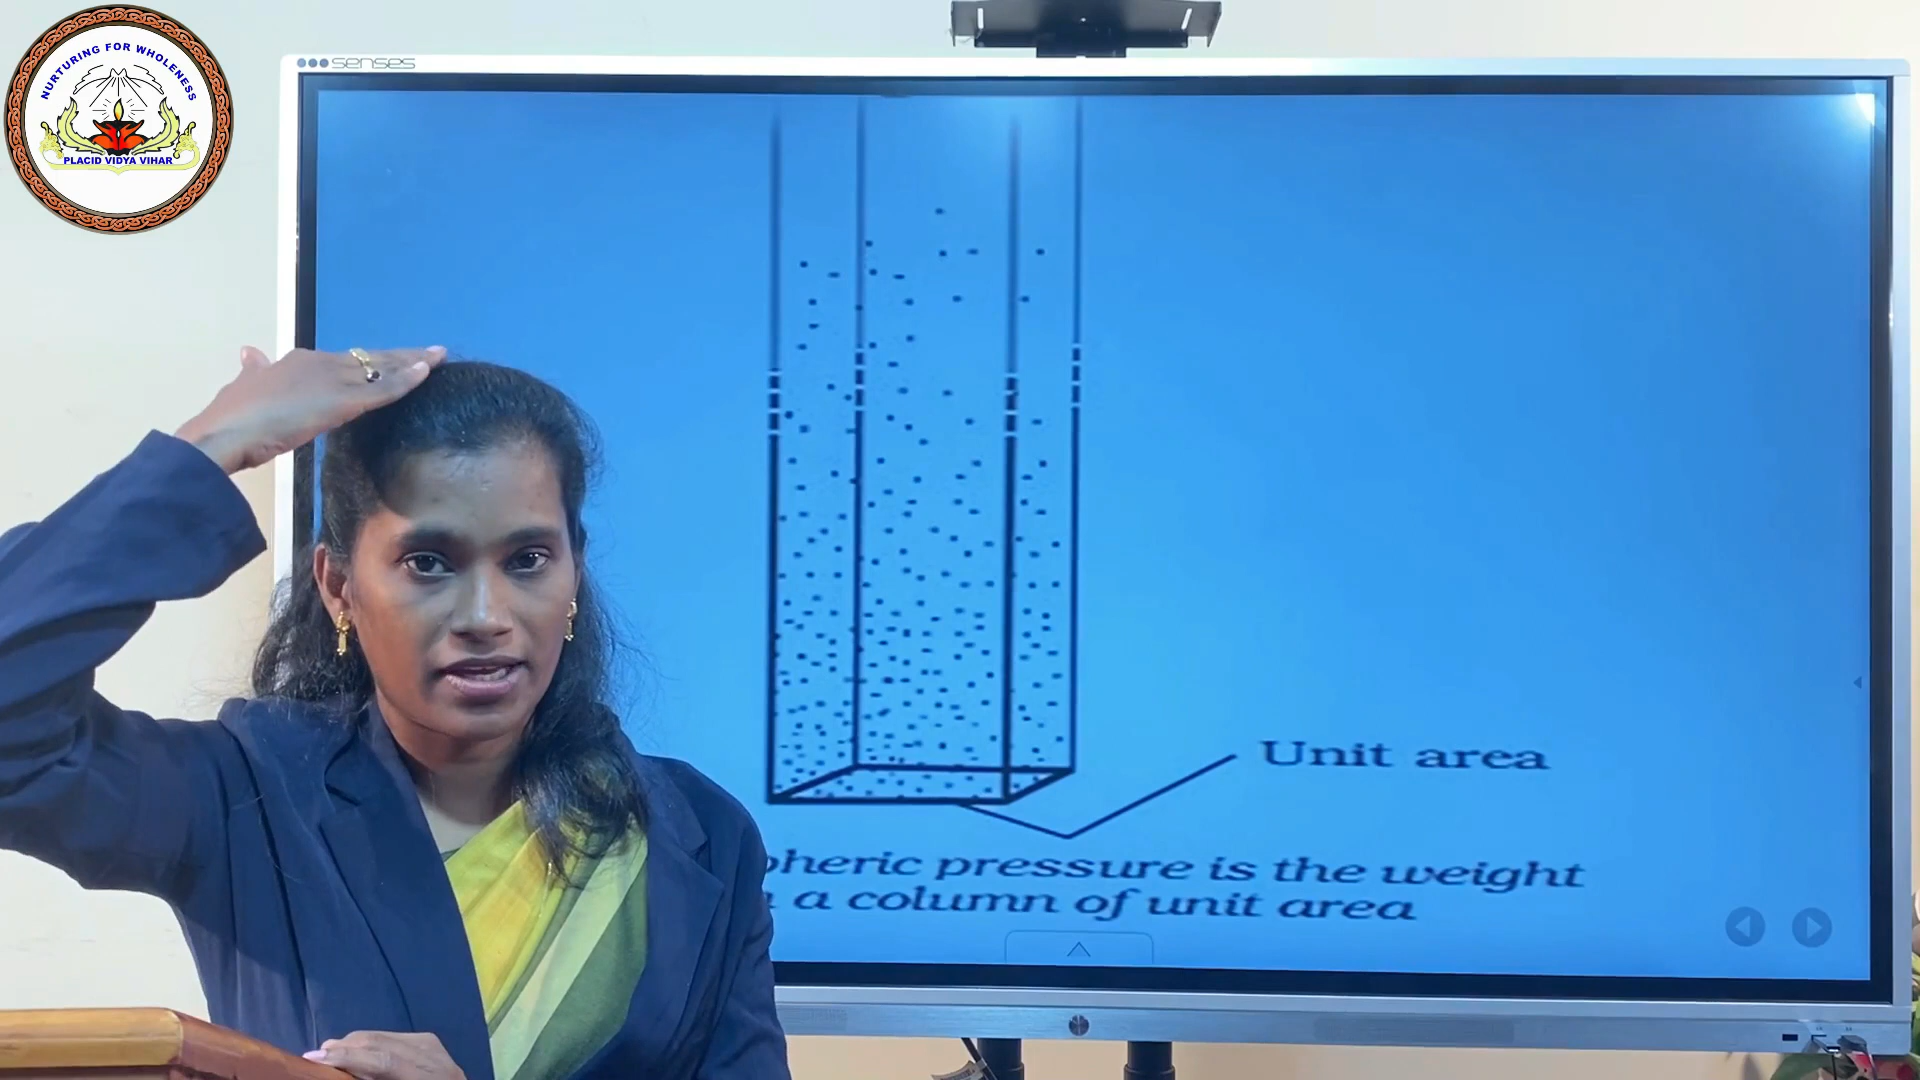 NURTURING FOR WHOLENESS
PLACID VIDYA VIHAR
senses
Unit area
pheric pressure is the weight
a column of unit area